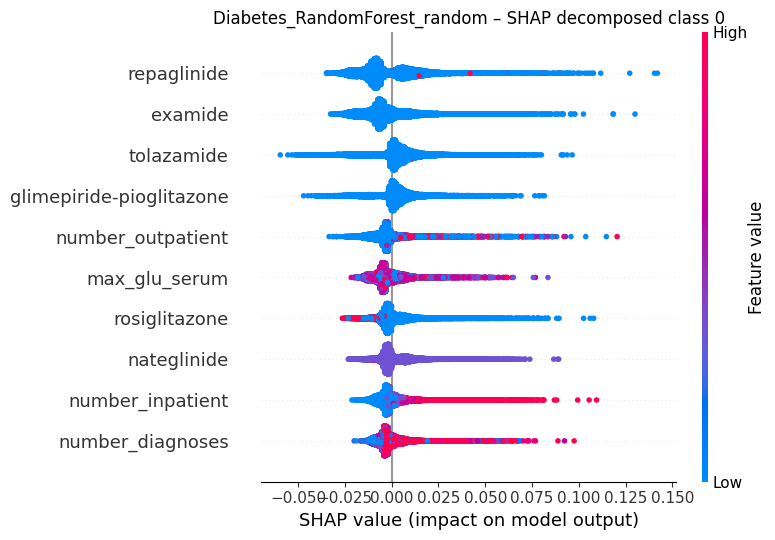 Diabetes_RandomForest_random – SHAP decomposed class 0
High
repaglinide
examide
tolazamide
glimepiride-pioglitazone
number_outpatient
max_glu_serum
rosiglitazone
nateglinide
number_inpatient
number_diagnoses
Feature value
Low
−0.050 −0.025 0.000 0.025 0.050 0.075 0.100 0.125 0.150
SHAP value (impact on model output)